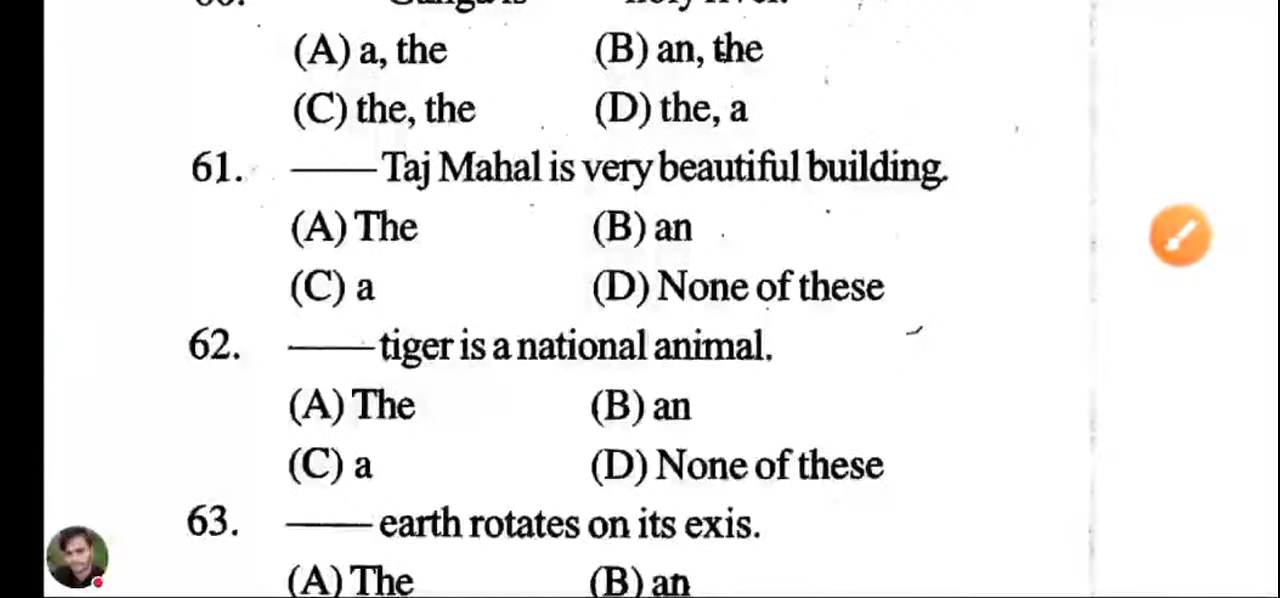 (A) a, the (B) an, the
(C) the, the (D) the, a
61. —— Taj Mahal is very beautiful building.
(A) The (B) an
(C) a (D) None of these
62. —— tiger is a national animal.
(A) The (B) an
(C) a (D) None of these
63. —— earth rotates on its exis.
(A) The (B) an